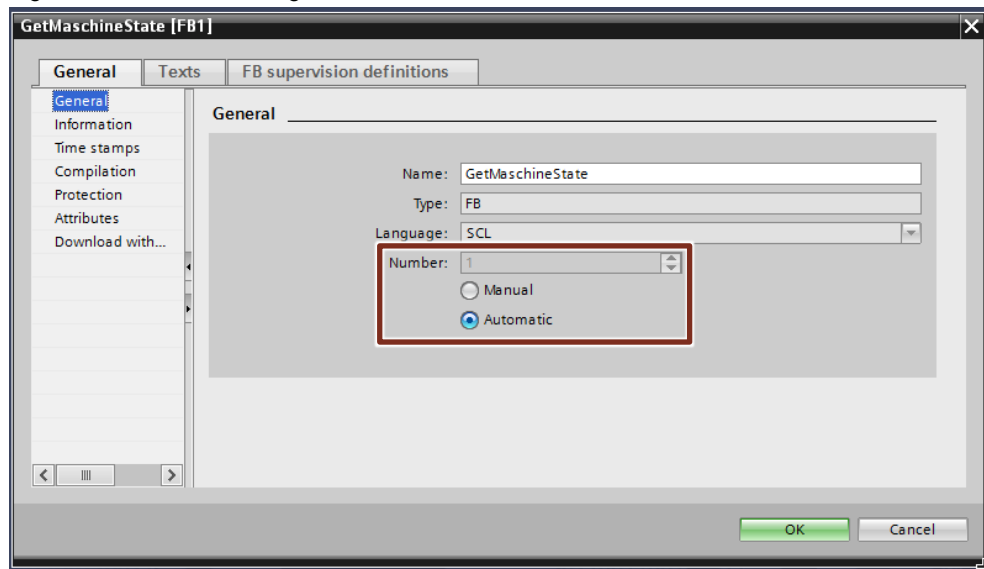 GetMaschineState [FB1]
General Texts FB supervision definitions
General
Information
Time stamps
Compilation
Protection
Attributes
Download with...
General
Name: GetMaschineState
Type: FB
Language: SCL
Number: 1
Manual
Automatic
OK Cancel